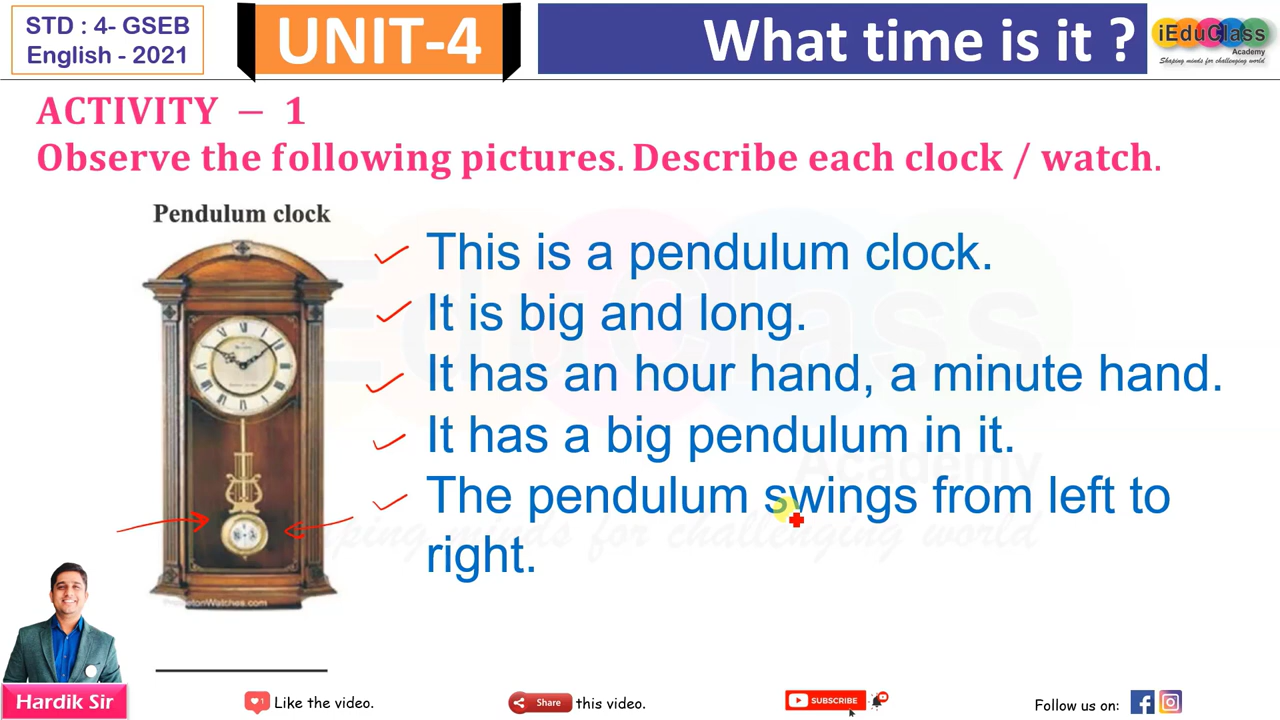 STD : 4- GSEB
English - 2021
UNIT-4
What time is it ?
iEduClass
Academy
Shaping minds for challenging world
ACTIVITY – 1
Observe the following pictures. Describe each clock / watch.
Pendulum clock
This is a pendulum clock.
It is big and long.
It has an hour hand, a minute hand.
It has a big pendulum in it.
The pendulum swings from left to
right.
Academy
Hardik Sir
Like the video.
Share this video.
SUBSCRIBE
Follow us on: